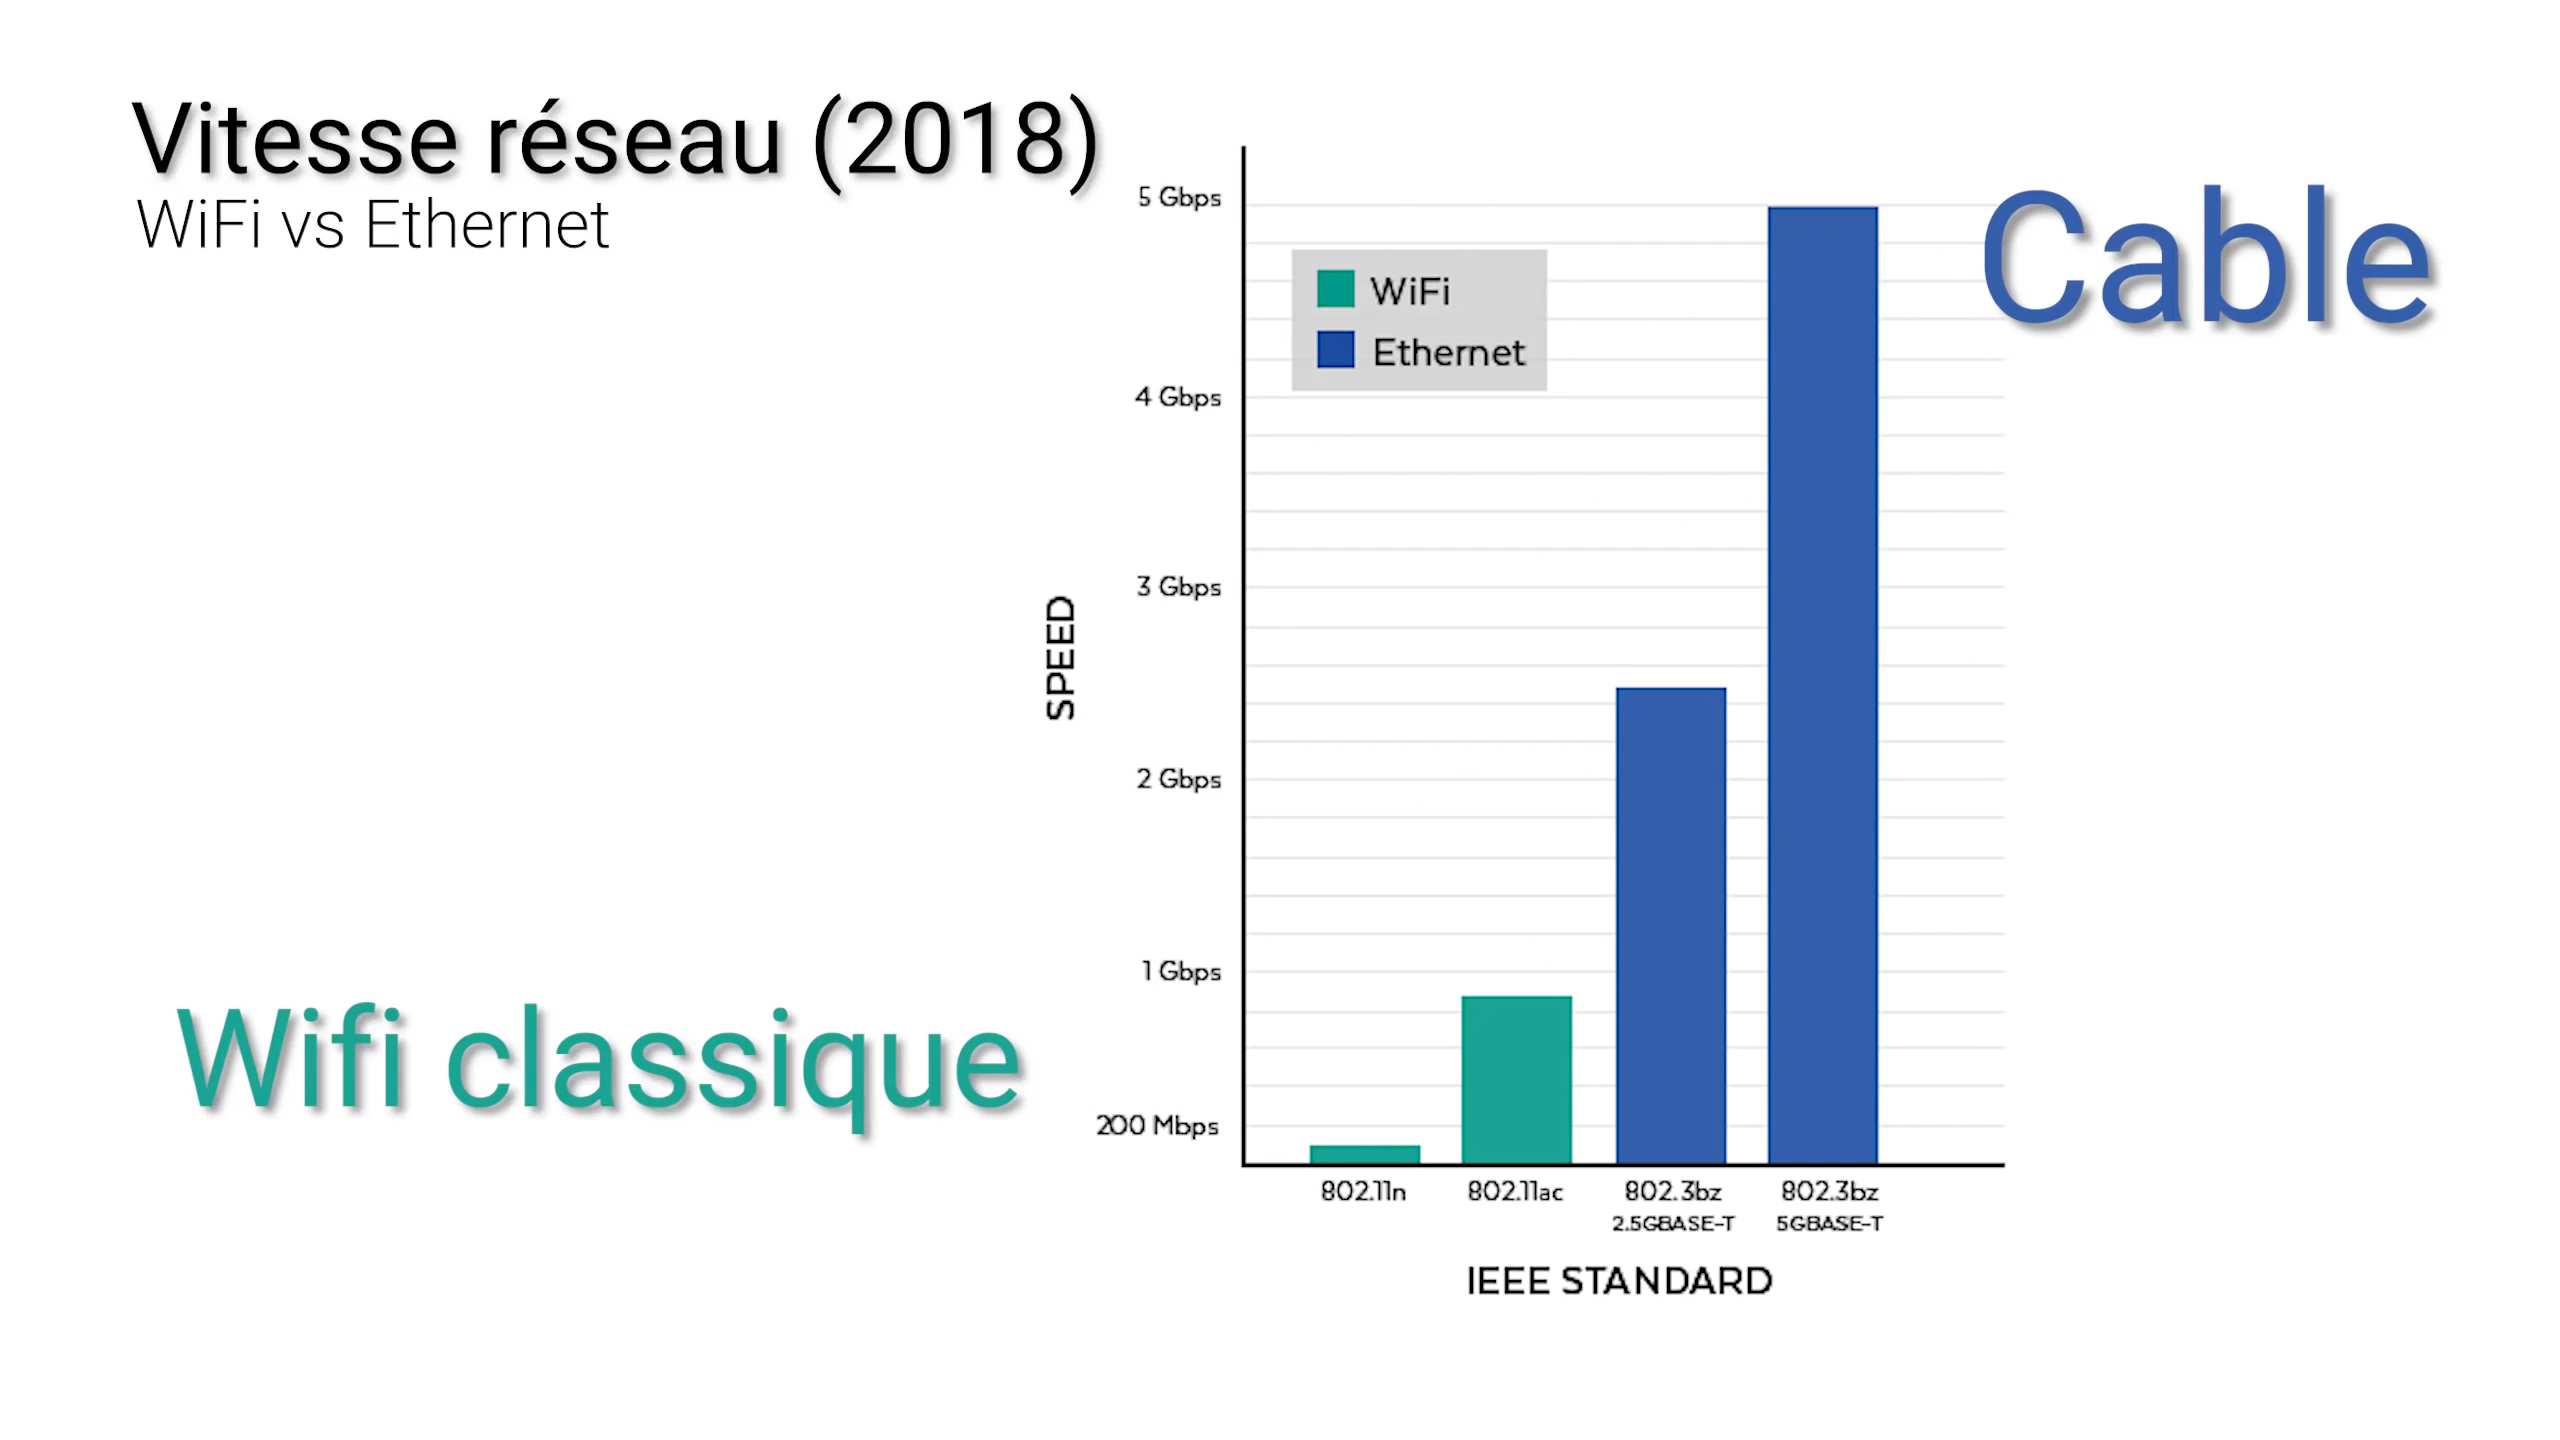 Vitesse réseau (2018)
WiFi vs Ethernet
Cable
Wifi classique
WiFi
Ethernet
5 Gbps
4 Gbps
3 Gbps
2 Gbps
1 Gbps
200 Mbps
SPEED
802.11n
802.11ac
802.3bz
2.5GBASE-T
802.3bz
5GBASE-T
IEEE STANDARD